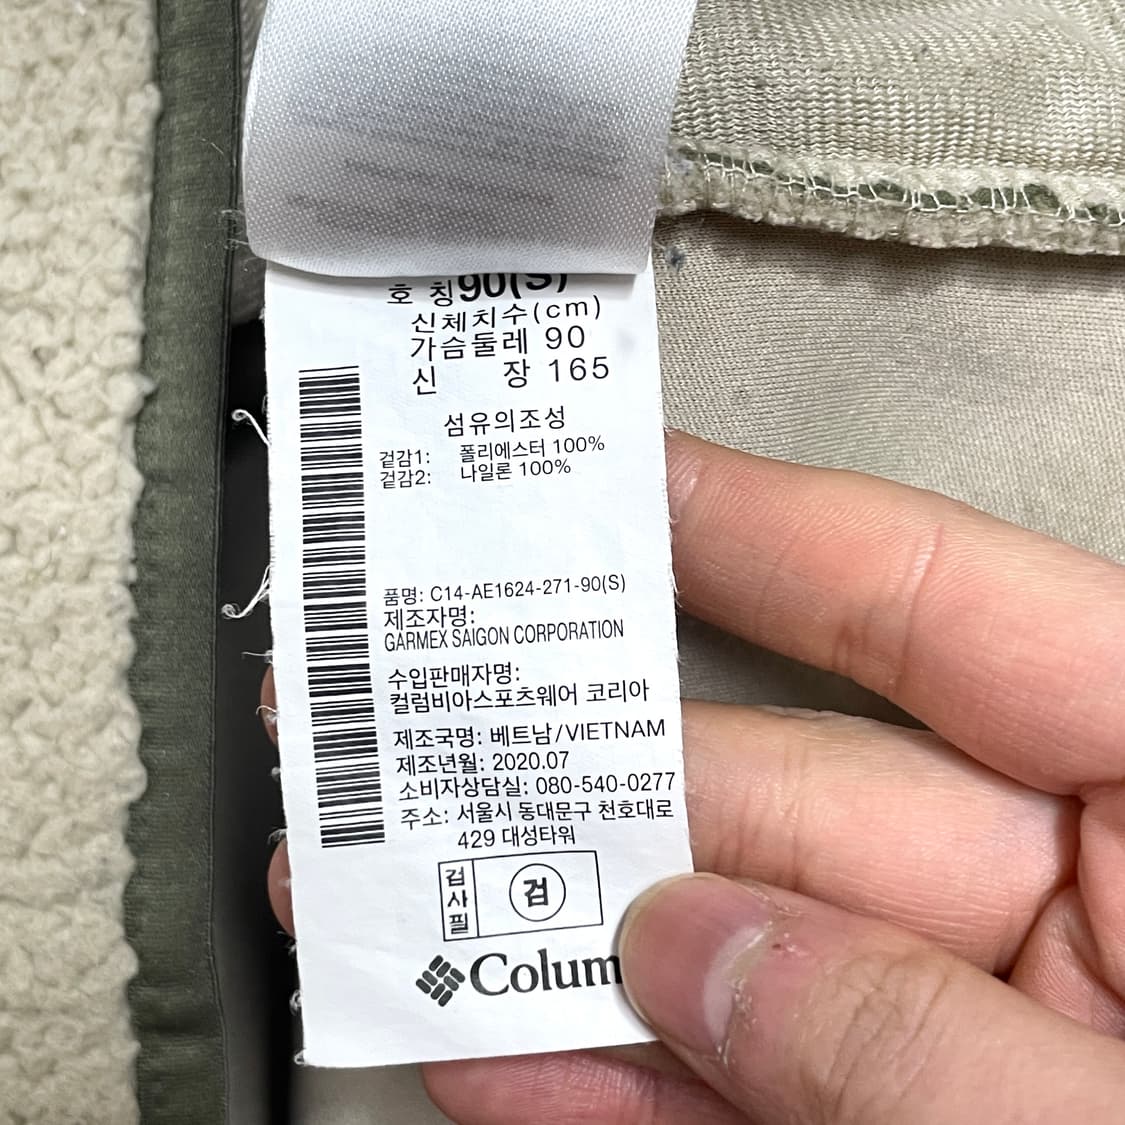 호 칭 90(S)
신체치수(cm)
가슴둘레 90
신 장 165
섬유의조성
겉감1: 폴리에스터 100%
겉감2: 나일론 100%
품명: C14-AE1624-271-90(S)
제조자명:
GARMEX SAIGON CORPORATION
수입판매자명:
컬럼비아스포츠웨어 코리아
제조국명: 베트남/VIETNAM
제조년월: 2020.07
소비자상담실: 080-540-0277
주소: 서울시 동대문구 천호대로
429 대성타워
검사필 검
Colum